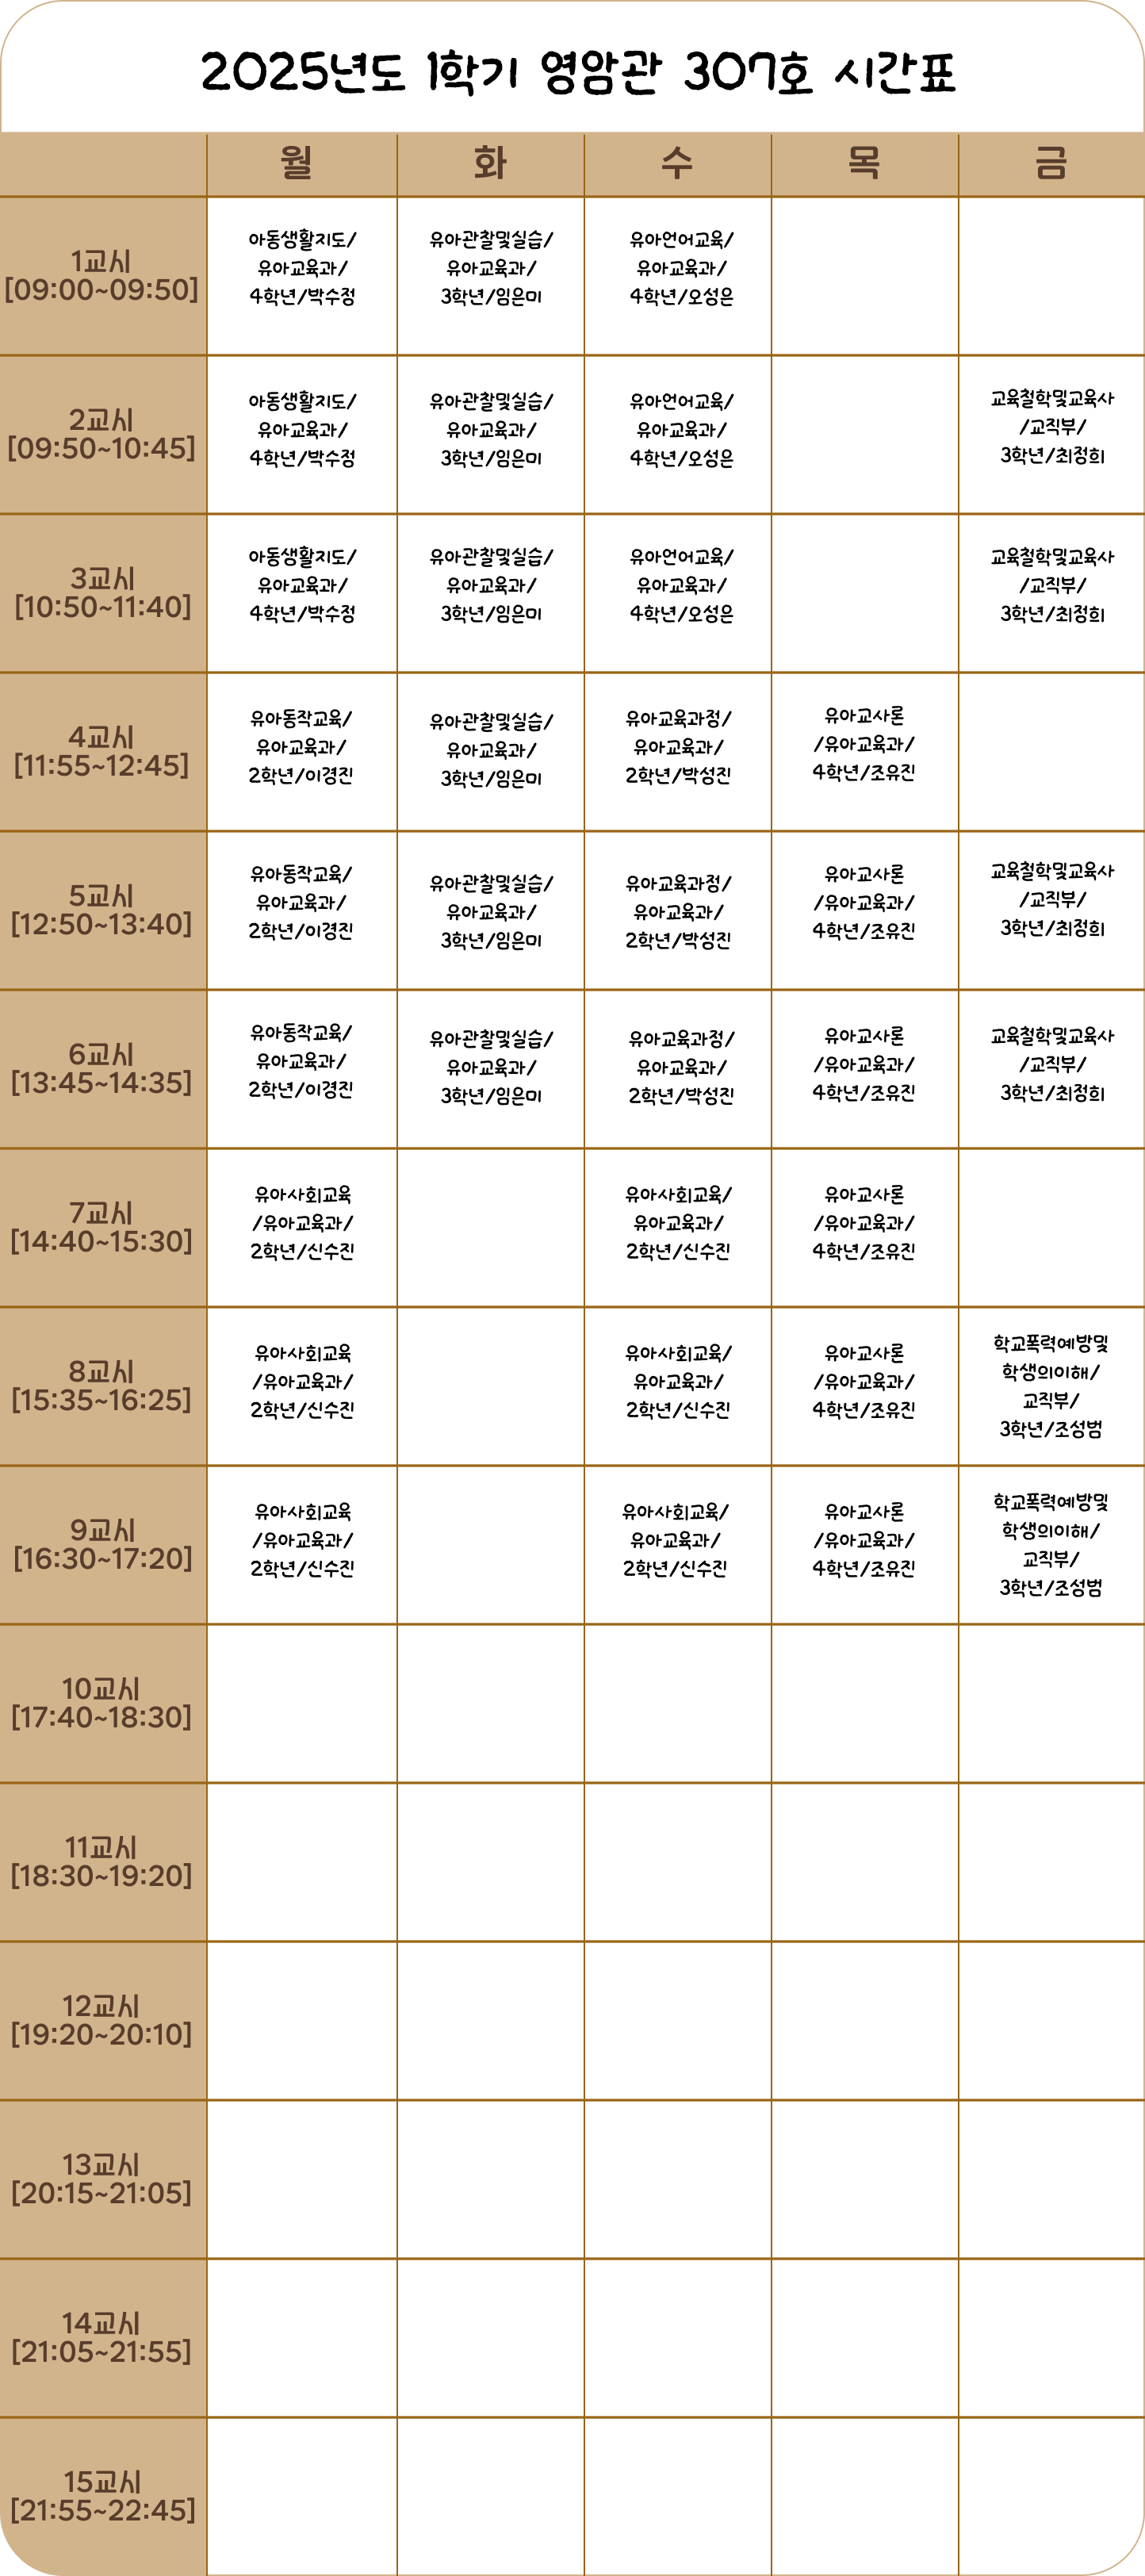 2025년도 1학기 영암관 307호 시간표
월 화 수 목 금
1교시
[09:00~09:50]
아동생활지도/
유아교육과/
4학년/박수정
유아관찰및실습/
유아교육과/
3학년/임은미
유아언어교육/
유아교육과/
4학년/오성은
2교시
[09:50~10:45]
아동생활지도/
유아교육과/
4학년/박수정
유아관찰및실습/
유아교육과/
3학년/임은미
유아언어교육/
유아교육과/
4학년/오성은
교육철학및교육사
/교직부/
3학년/최정희
3교시
[10:50~11:40]
아동생활지도/
유아교육과/
4학년/박수정
유아관찰및실습/
유아교육과/
3학년/임은미
유아언어교육/
유아교육과/
4학년/오성은
교육철학및교육사
/교직부/
3학년/최정희
4교시
[11:55~12:45]
유아동작교육/
유아교육과/
2학년/이경진
유아관찰및실습/
유아교육과/
3학년/임은미
유아교육과정/
유아교육과/
2학년/박성진
유아교사론
/유아교육과/
4학년/조유진
5교시
[12:50~13:40]
유아동작교육/
유아교육과/
2학년/이경진
유아관찰및실습/
유아교육과/
3학년/임은미
유아교육과정/
유아교육과/
2학년/박성진
유아교사론
/유아교육과/
4학년/조유진
교육철학및교육사
/교직부/
3학년/최정희
6교시
[13:45~14:35]
유아동작교육/
유아교육과/
2학년/이경진
유아관찰및실습/
유아교육과/
3학년/임은미
유아교육과정/
유아교육과/
2학년/박성진
유아교사론
/유아교육과/
4학년/조유진
교육철학및교육사
/교직부/
3학년/최정희
7교시
[14:40~15:30]
유아사회교육
/유아교육과/
2학년/신수진
유아사회교육/
유아교육과/
2학년/신수진
유아교사론
/유아교육과/
4학년/조유진
8교시
[15:35~16:25]
유아사회교육
/유아교육과/
2학년/신수진
유아사회교육/
유아교육과/
2학년/신수진
유아교사론
/유아교육과/
4학년/조유진
학교폭력예방및
학생의이해/
교직부/
3학년/조성범
9교시
[16:30~17:20]
유아사회교육
/유아교육과/
2학년/신수진
유아사회교육/
유아교육과/
2학년/신수진
유아교사론
/유아교육과/
4학년/조유진
학교폭력예방및
학생의이해/
교직부/
3학년/조성범
10교시
[17:40~18:30]
11교시
[18:30~19:20]
12교시
[19:20~20:10]
13교시
[20:15~21:05]
14교시
[21:05~21:55]
15교시
[21:55~22:45]